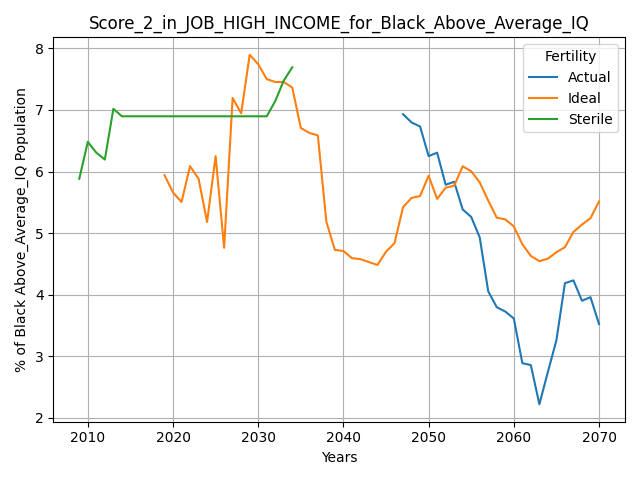 Score_2_in_JOB_HIGH_INCOME_for_Black_Above_Average_IQ
% of Black Above_Average_IQ Population
8
7
6
5
4
3
2
Fertility
Actual
Ideal
Sterile
2010 2020 2030 2040 2050 2060 2070
Years